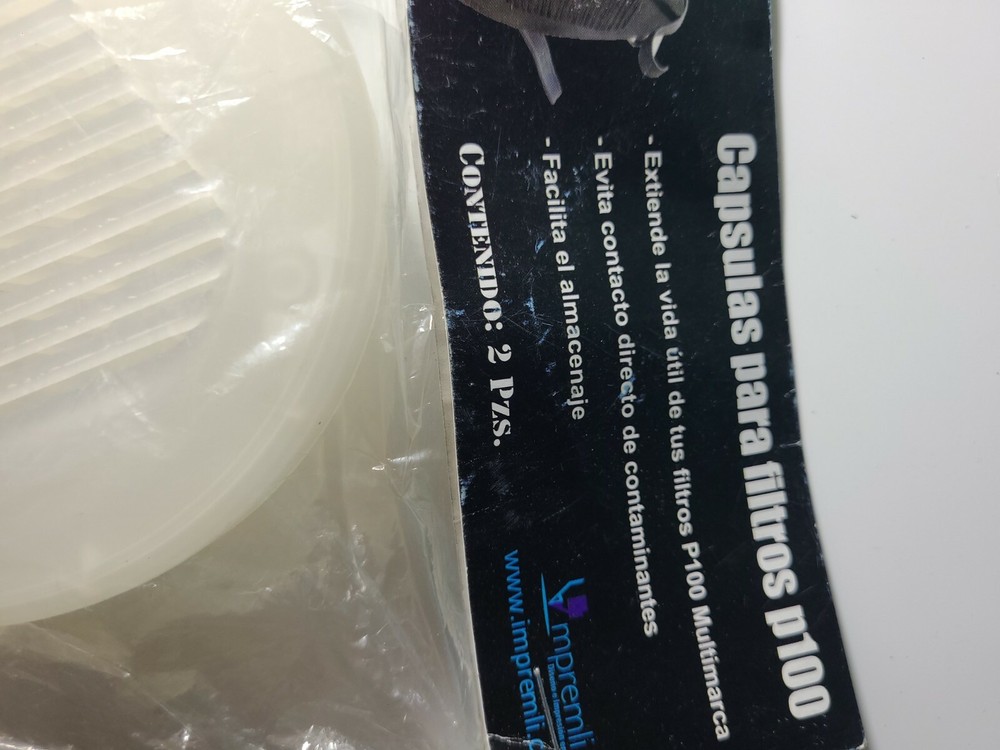 Capsulas para filtros p100
- Extiende la vida útil de tus filtros P100 Multimarca
- Evita contacto directo de contaminantes
- Facilita el almacenaje
CONTENIDO: 2 PZS.
mpremli
www.impremli.c